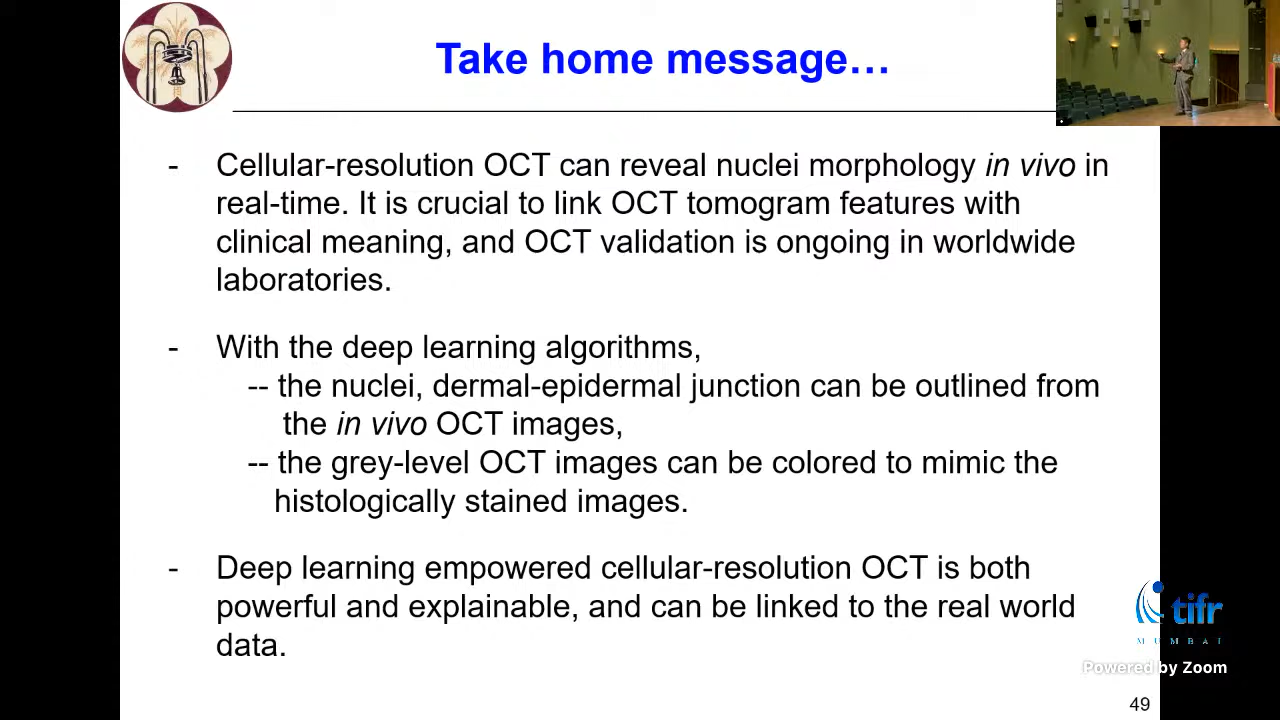 Take home message…
- Cellular-resolution OCT can reveal nuclei morphology in vivo in
real-time. It is crucial to link OCT tomogram features with
clinical meaning, and OCT validation is ongoing in worldwide
laboratories.
- With the deep learning algorithms,
-- the nuclei, dermal-epidermal junction can be outlined from
the in vivo OCT images,
-- the grey-level OCT images can be colored to mimic the
histologically stained images.
- Deep learning empowered cellular-resolution OCT is both
powerful and explainable, and can be linked to the real world
data.
tifr
MUMBAI
Powered by Zoom
49